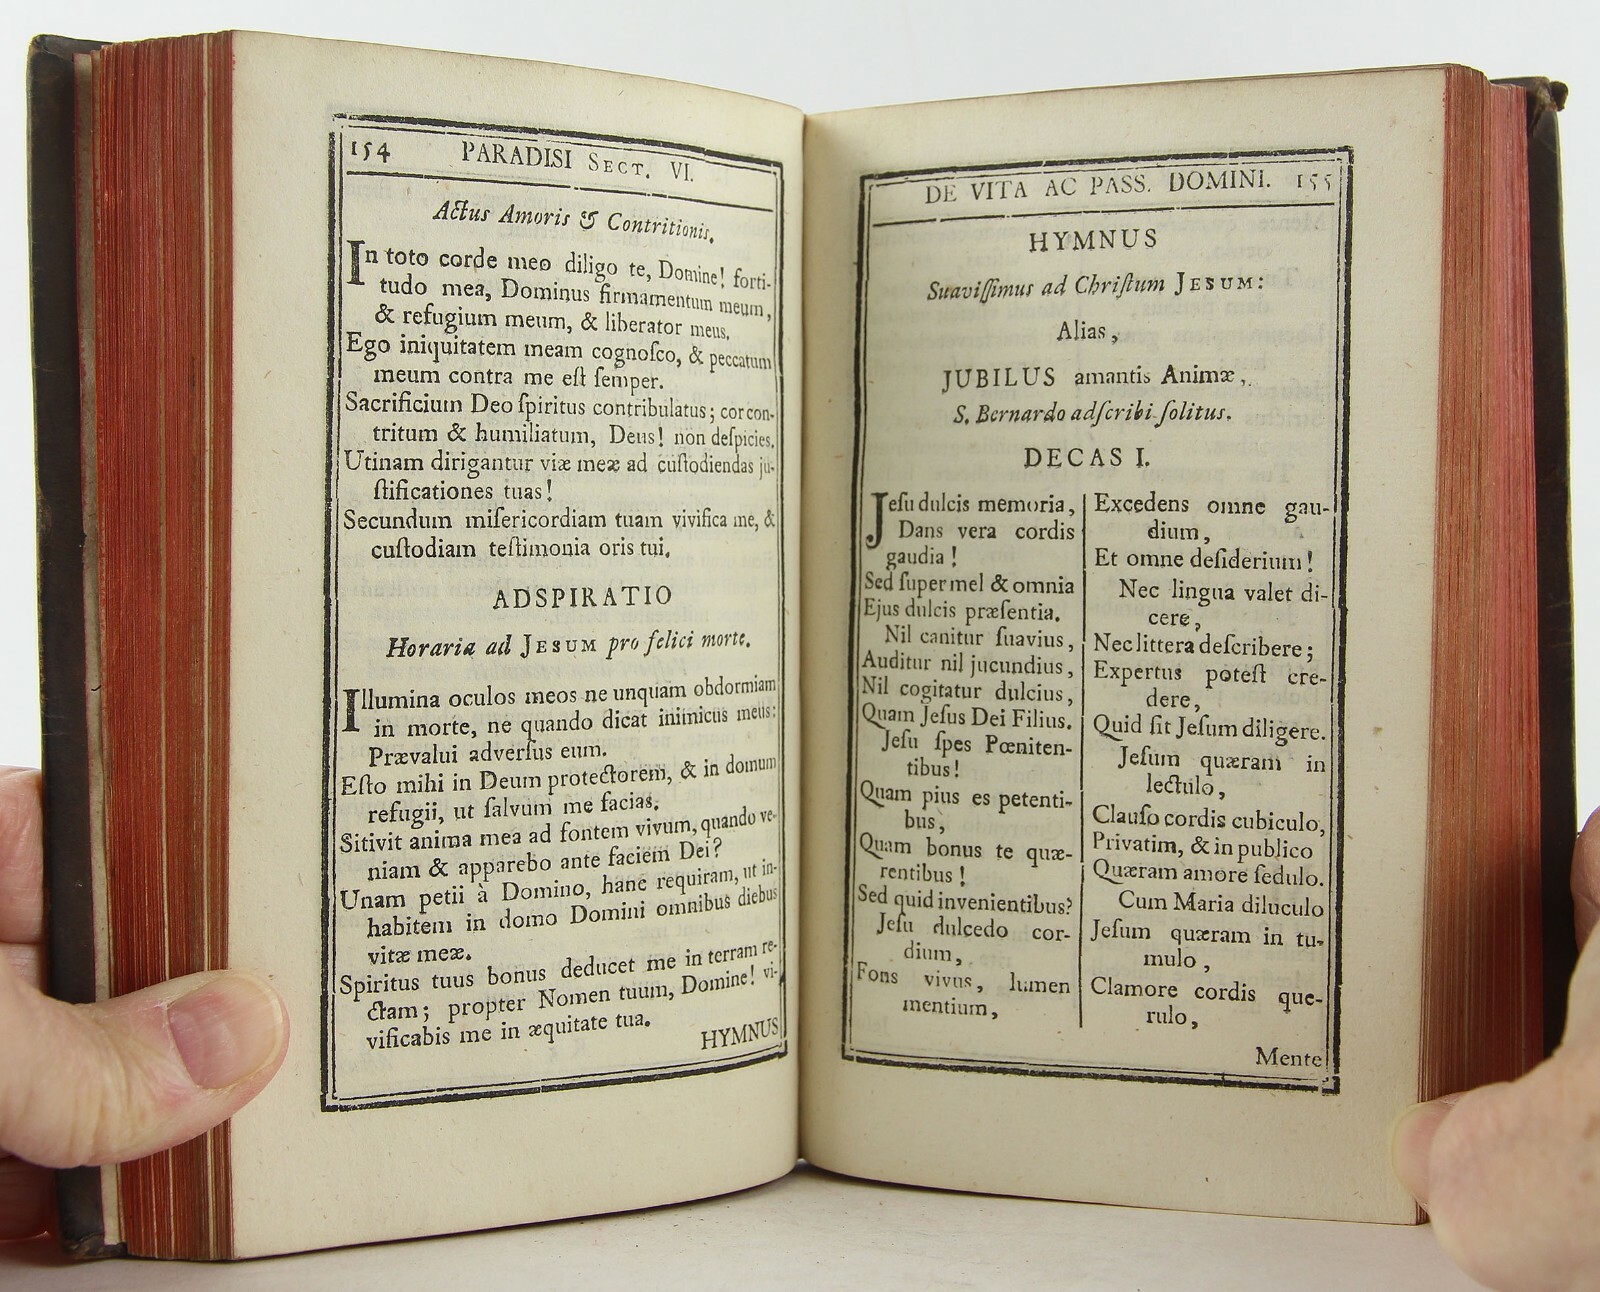 154 PARADISI SECT. VI.
Actus Amoris & Contritionis.
In toto corde meo diligo te, Domine! forti-
tudo mea, Dominus firmamentum meum,
& refugium meum, & liberator meus.
Ego iniquitatem meam cognoſco, & peccatum
meum contra me eſt ſemper.
Sacrificium Deo ſpiritus contribulatus; cor con-
tritum & humiliatum, Deus! non deſpicies.
Utinam dirigantur viæ meæ ad cuſtodiendas ju-
ſtificationes tuas!
Secundum miſericordiam tuam vivifica me, &
cuſtodiam teſtimonia oris tui.
ADSPIRATIO
Horaria ad JESUM pro felici morte.
Illumina oculos meos ne unquam obdormiam
in morte, ne quando dicat inimicus meus:
Prævalui adverſus eum.
Eſto mihi in Deum protectorem, & in domum
refugii, ut ſalvum me facias.
Sitivit anima mea ad fontem vivum, quando ve-
niam & apparebo ante faciem Dei?
Unam petii à Domino, hanc requiram, ut in-
habitem in domo Domini omnibus diebus
vitæ meæ.
Spiritus tuus bonus deducet me in terram re-
ctam; propter Nomen tuum, Domine! vi-
vificabis me in æquitate tua.
HYMNUS
DE VITA AC PASS. DOMINI. 155
HYMNUS
Suaviſſimus ad Chriſtum JESUM:
Alias,
JUBILUS amantis Animæ,
S. Bernardo adſcribi ſolitus.
DECAS I.
Jeſu dulcis memoria,
Dans vera cordis
gaudia!
Sed ſuper mel & omnia
Ejus dulcis præſentia.
Nil canitur ſuavius,
Auditur nil jucundius,
Nil cogitatur dulcius,
Quam Jeſus Dei Filius.
Jeſu ſpes Pœniten-
tibus!
Quam pius es petenti-
bus,
Quam bonus te quæ-
rentibus!
Sed quid invenientibus?
Jeſu dulcedo cor-
dium,
Fons vivus, lumen
mentium,
Excedens omne gau-
dium,
Et omne deſiderium!
Nec lingua valet di-
cere,
Nec littera deſcribere;
Expertus poteſt cre-
dere,
Quid ſit Jeſum diligere.
Jeſum quæram in
lectulo,
Clauſo cordis cubiculo,
Privatim, & in publico
Quæram amore ſedulo.
Cum Maria diluculo
Jeſum quæram in tu-
mulo,
Clamore cordis que-
rulo,
Mente